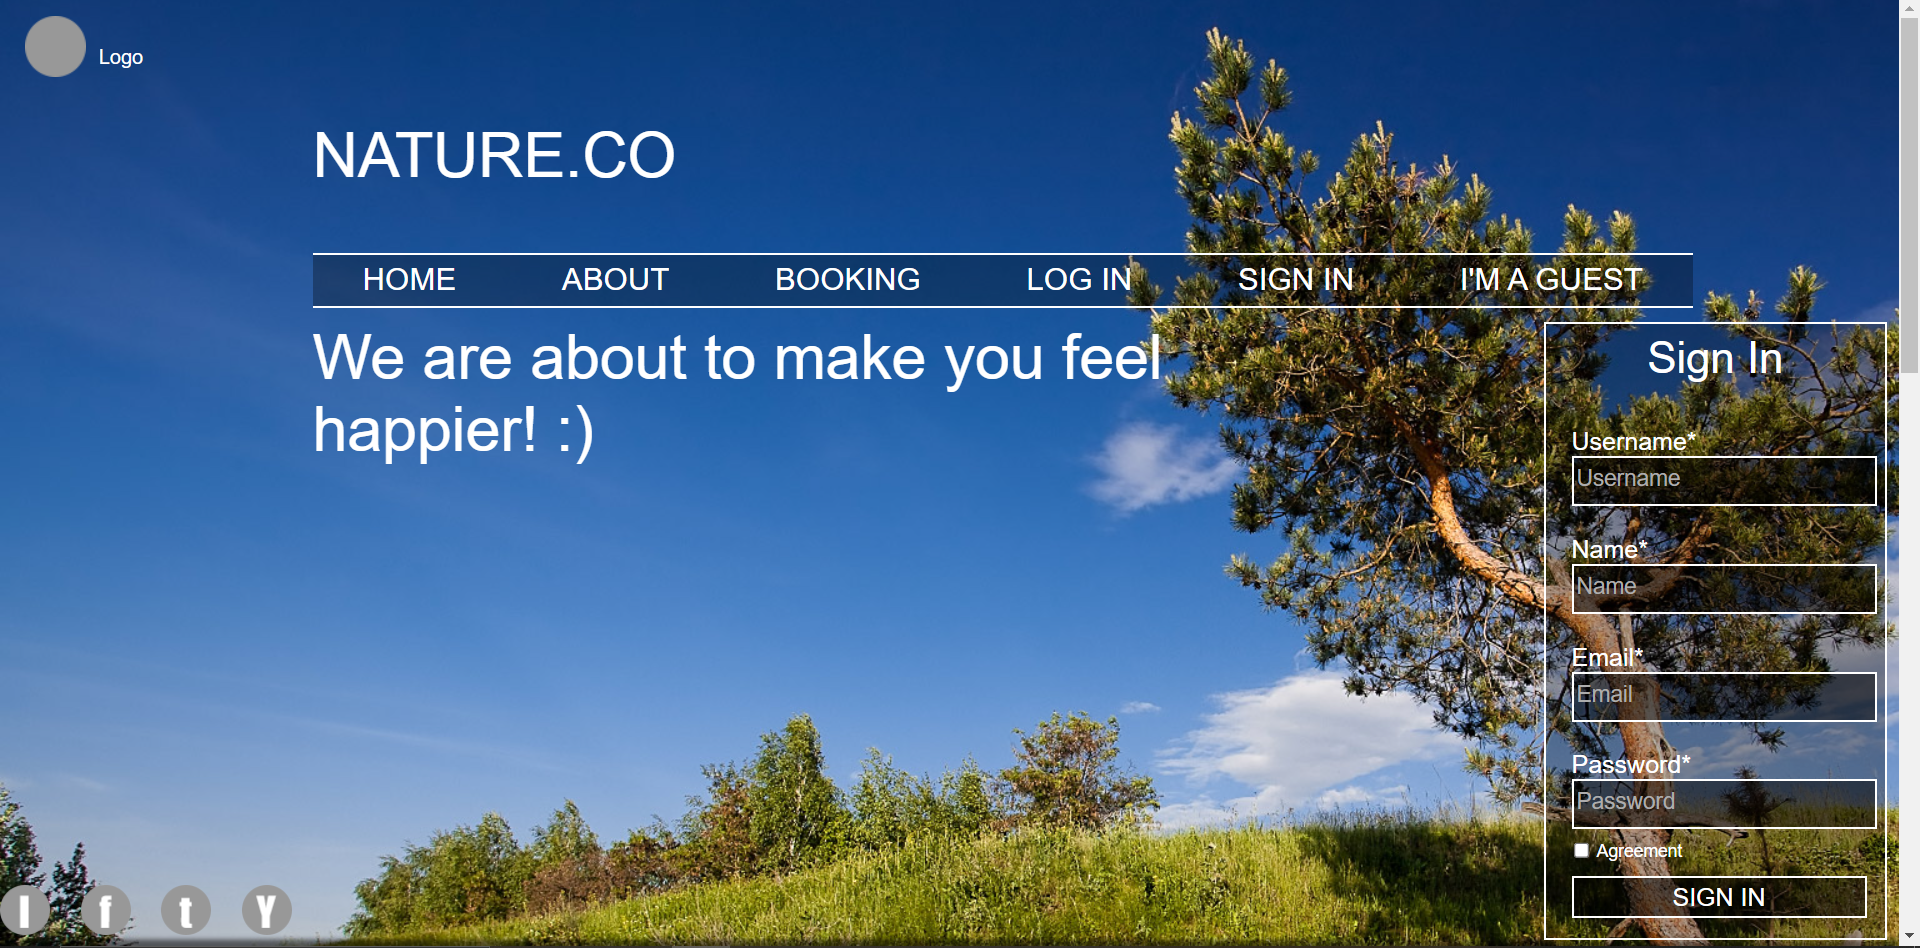 Logo
NATURE.CO
HOME ABOUT BOOKING LOG IN SIGN IN I'M A GUEST
We are about to make you feel
happier! :)
Sign In
Username*
Username
Name*
Name
Email*
Email
Password*
Password
Agreement
SIGN IN
I f t Y